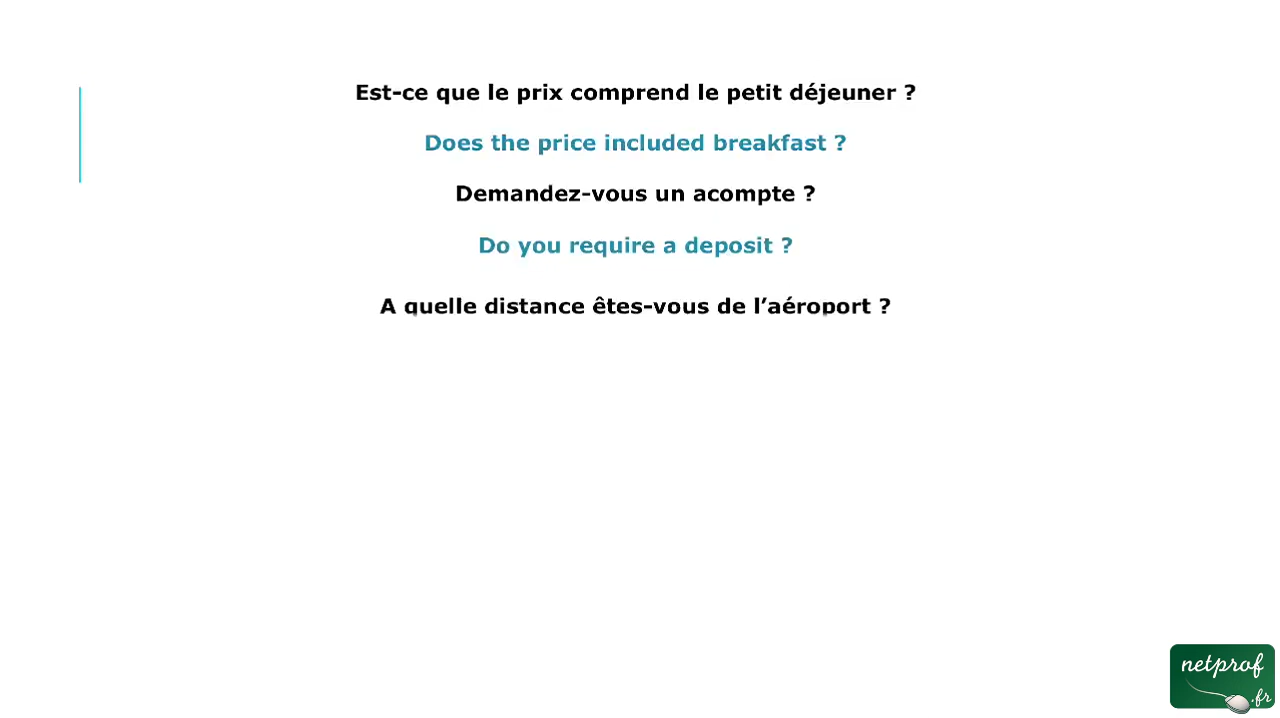 Est-ce que le prix comprend le petit déjeuner ?
Does the price included breakfast ?
Demandez-vous un acompte ?
Do you require a deposit ?
A quelle distance êtes-vous de l’aéroport ?
netprof
.fr